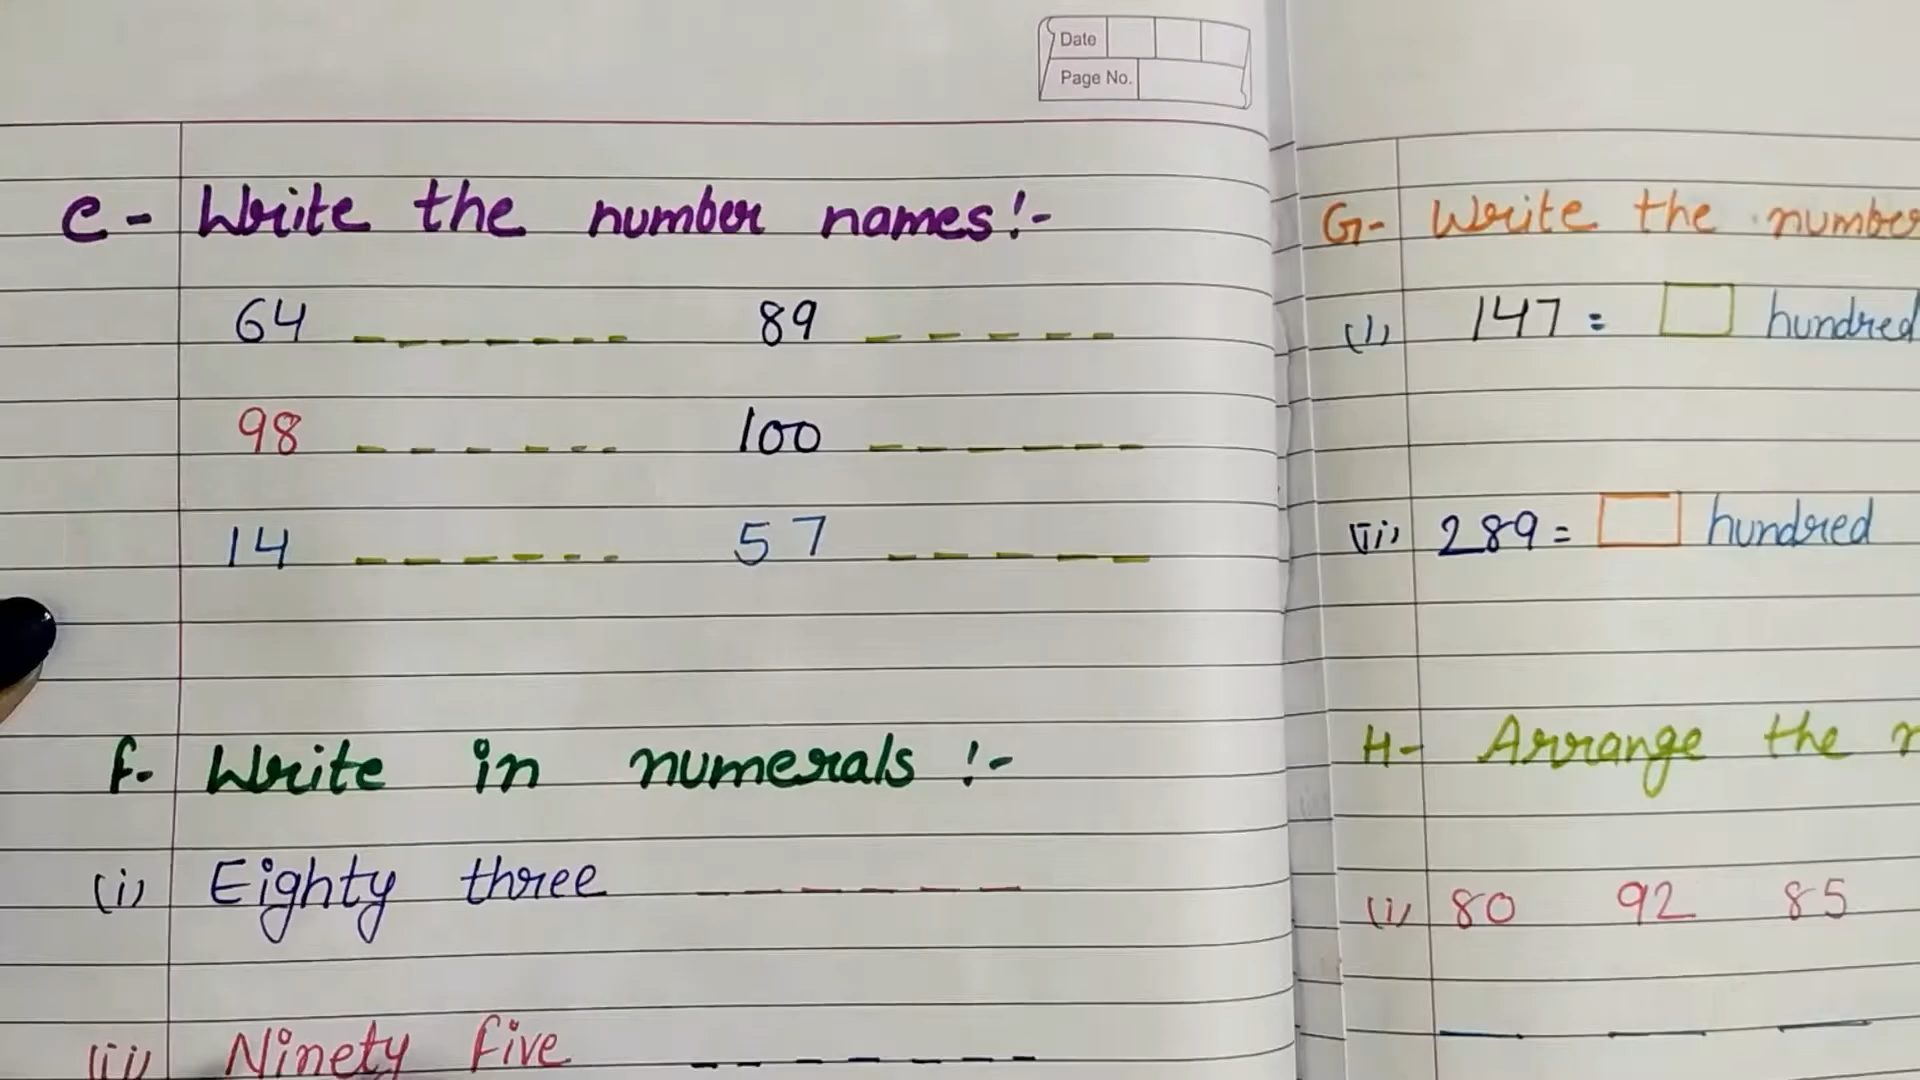 Date
Page No.
e- Write the number names!-
64 _ _ _ _ _ _ _ 89 _ _ _ _ _
98 _ _ _ _ _ _ 100 _ _ _ _ _
14 _ _ _ _ _ _ 57 _ _ _ _ _
f. Write in numerals !-
(i) Eighty three _ _ _ _ _ _
(ii) Ninety five _ _ _ _ _ _ _
G- Write the number
(i) 147 = hundred
(ii) 289 = hundred
H- Arrange the
(i) 80 92 85